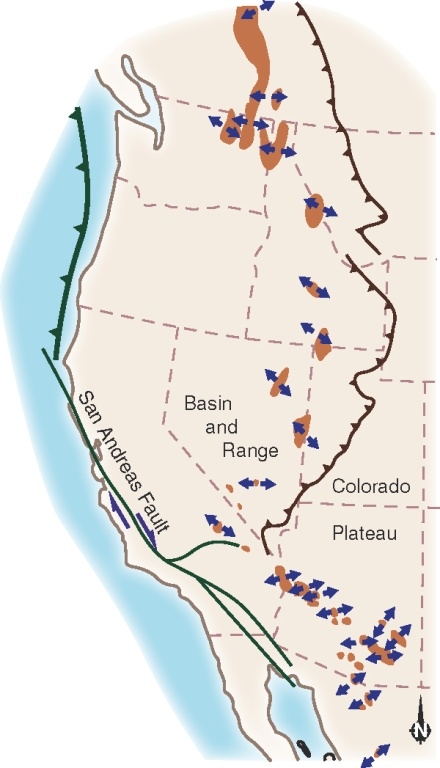 Basin
and
Range
San Andreas Fault
Colorado
Plateau
N